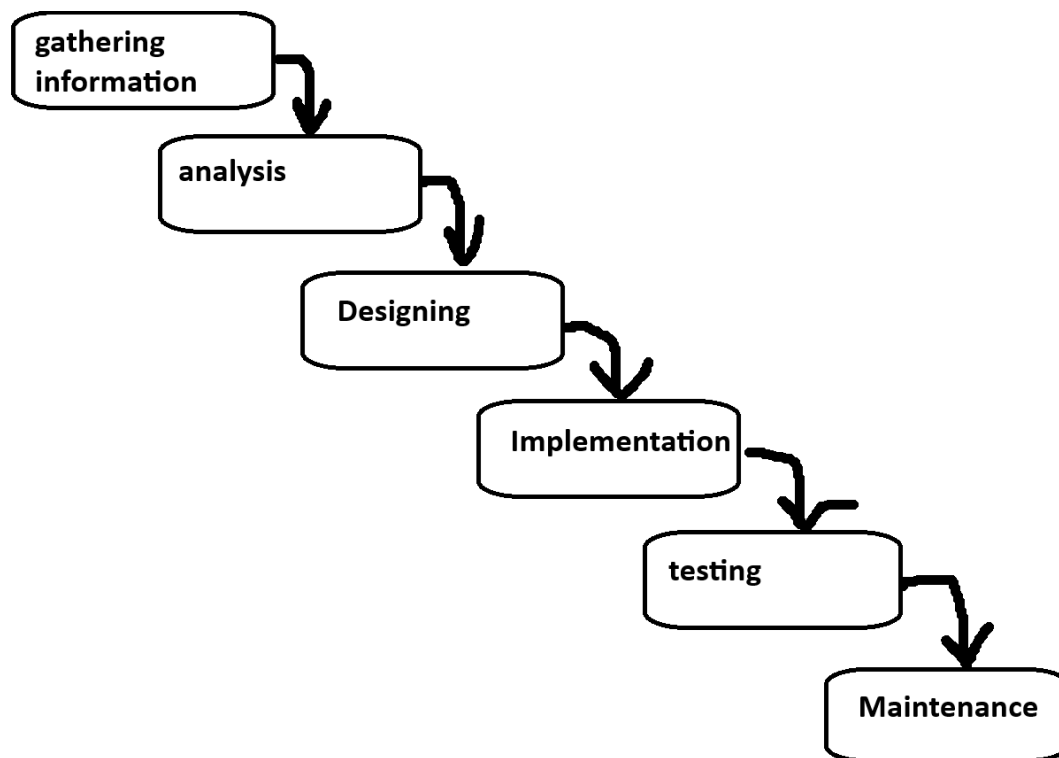 gathering
information
analysis
Designing
Implementation
testing
Maintenance